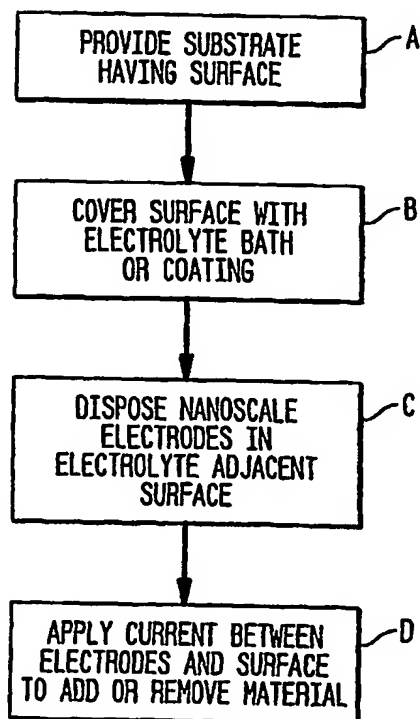 PROVIDE SUBSTRATE
HAVING SURFACE
A
COVER SURFACE WITH
ELECTROLYTE BATH
OR COATING
B
DISPOSE NANOSCALE
ELECTRODES IN
ELECTROLYTE ADJACENT
SURFACE
C
APPLY CURRENT BETWEEN
ELECTRODES AND SURFACE
TO ADD OR REMOVE MATERIAL
D